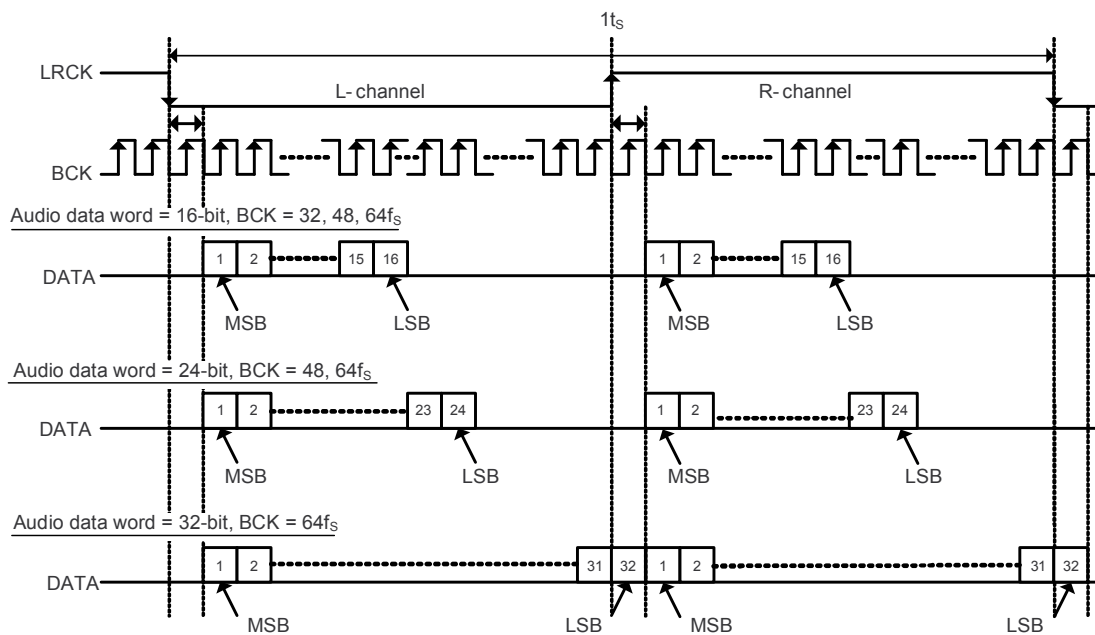 1tS
LRCK
L- channel
R- channel
BCK
Audio data word = 16-bit, BCK = 32, 48, 64fS
DATA
1 2 15 16 1 2 15 16
MSB LSB MSB LSB
Audio data word = 24-bit, BCK = 48, 64fS
DATA
1 2 23 24 1 2 23 24
MSB LSB MSB LSB
Audio data word = 32-bit, BCK = 64fS
DATA
1 2 31 32 1 2 31 32
MSB LSB MSB LSB